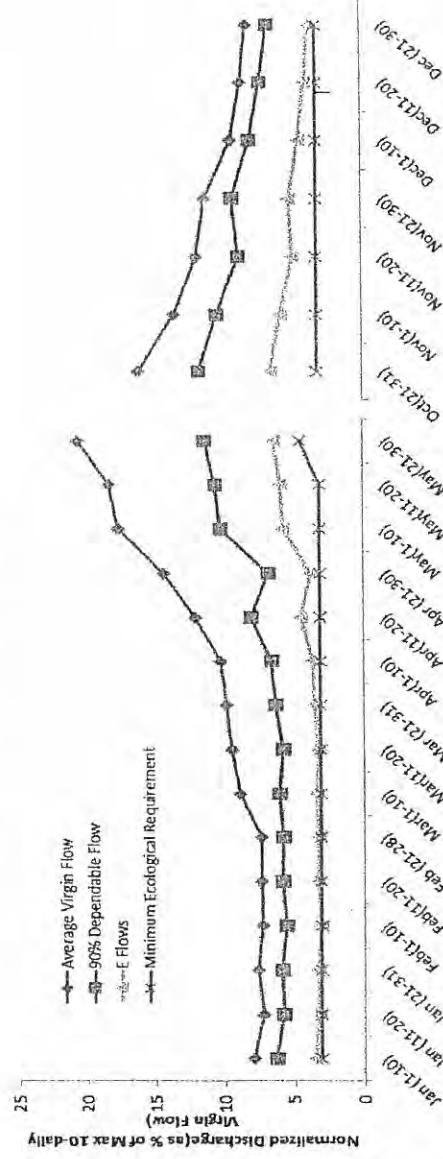 Normalized Discharge(as % of Max 10-daily
Virgin Flow)
25
20
15
10
5
0
Average Virgin Flow
90% Dependable Flow
E Flows
Minimum Ecological Requirement
Jan (1-10)
Jan (11-20)
Jan (21-31)
Feb(1-10)
Feb(11-20)
Feb (21-28)
Mar(1-10)
Mar(11-20)
Mar (21-31)
Apr(1-10)
Apr(11-20)
Apr (21-30)
May(1-10)
May(11-20)
May(21-30)
Oct(21-31)
Nov(1-10)
Nov(11-20)
Nov(21-30)
Dec(1-10)
Dec(11-20)
Dec (21-30)